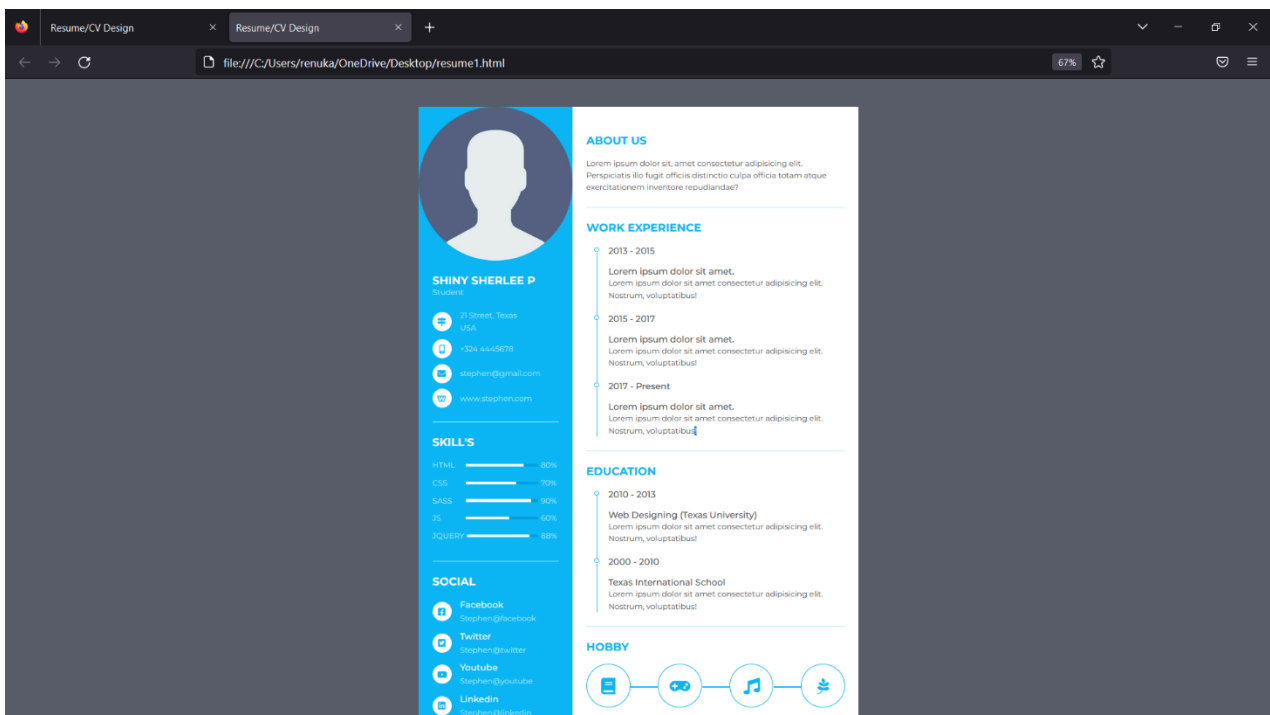 Resume/CV Design
Resume/CV Design
file:///C:/Users/renuka/OneDrive/Desktop/resume1.html
67%
SHINY SHERLEE P
Student
21 Street, Texas
USA
+324 4445678
stephen@gmail.com
www.stephen.com
SKILL'S
HTML 80%
CSS 70%
SASS 90%
JS 60%
JQUERY 88%
SOCIAL
Facebook
Stephen@facebook
Twitter
Stephen@twitter
Youtube
Stephen@youtube
Linkedin
Stephen@linkedin
ABOUT US
Lorem ipsum dolor sit, amet consectetur adipisicing elit.
Perspiciatis illo fugit officiis distinctio culpa officia totam atque
exercitationem inventore repudiandae?
WORK EXPERIENCE
2013 - 2015
Lorem ipsum dolor sit amet.
Lorem ipsum dolor sit amet consectetur adipisicing elit.
Nostrum, voluptatibus!
2015 - 2017
Lorem ipsum dolor sit amet.
Lorem ipsum dolor sit amet consectetur adipisicing elit.
Nostrum, voluptatibus!
2017 - Present
Lorem ipsum dolor sit amet.
Lorem ipsum dolor sit amet consectetur adipisicing elit.
Nostrum, voluptatibus!
EDUCATION
2010 - 2013
Web Designing (Texas University)
Lorem ipsum dolor sit amet consectetur adipisicing elit.
Nostrum, voluptatibus!
2000 - 2010
Texas International School
Lorem ipsum dolor sit amet consectetur adipisicing elit.
Nostrum, voluptatibus!
HOBBY